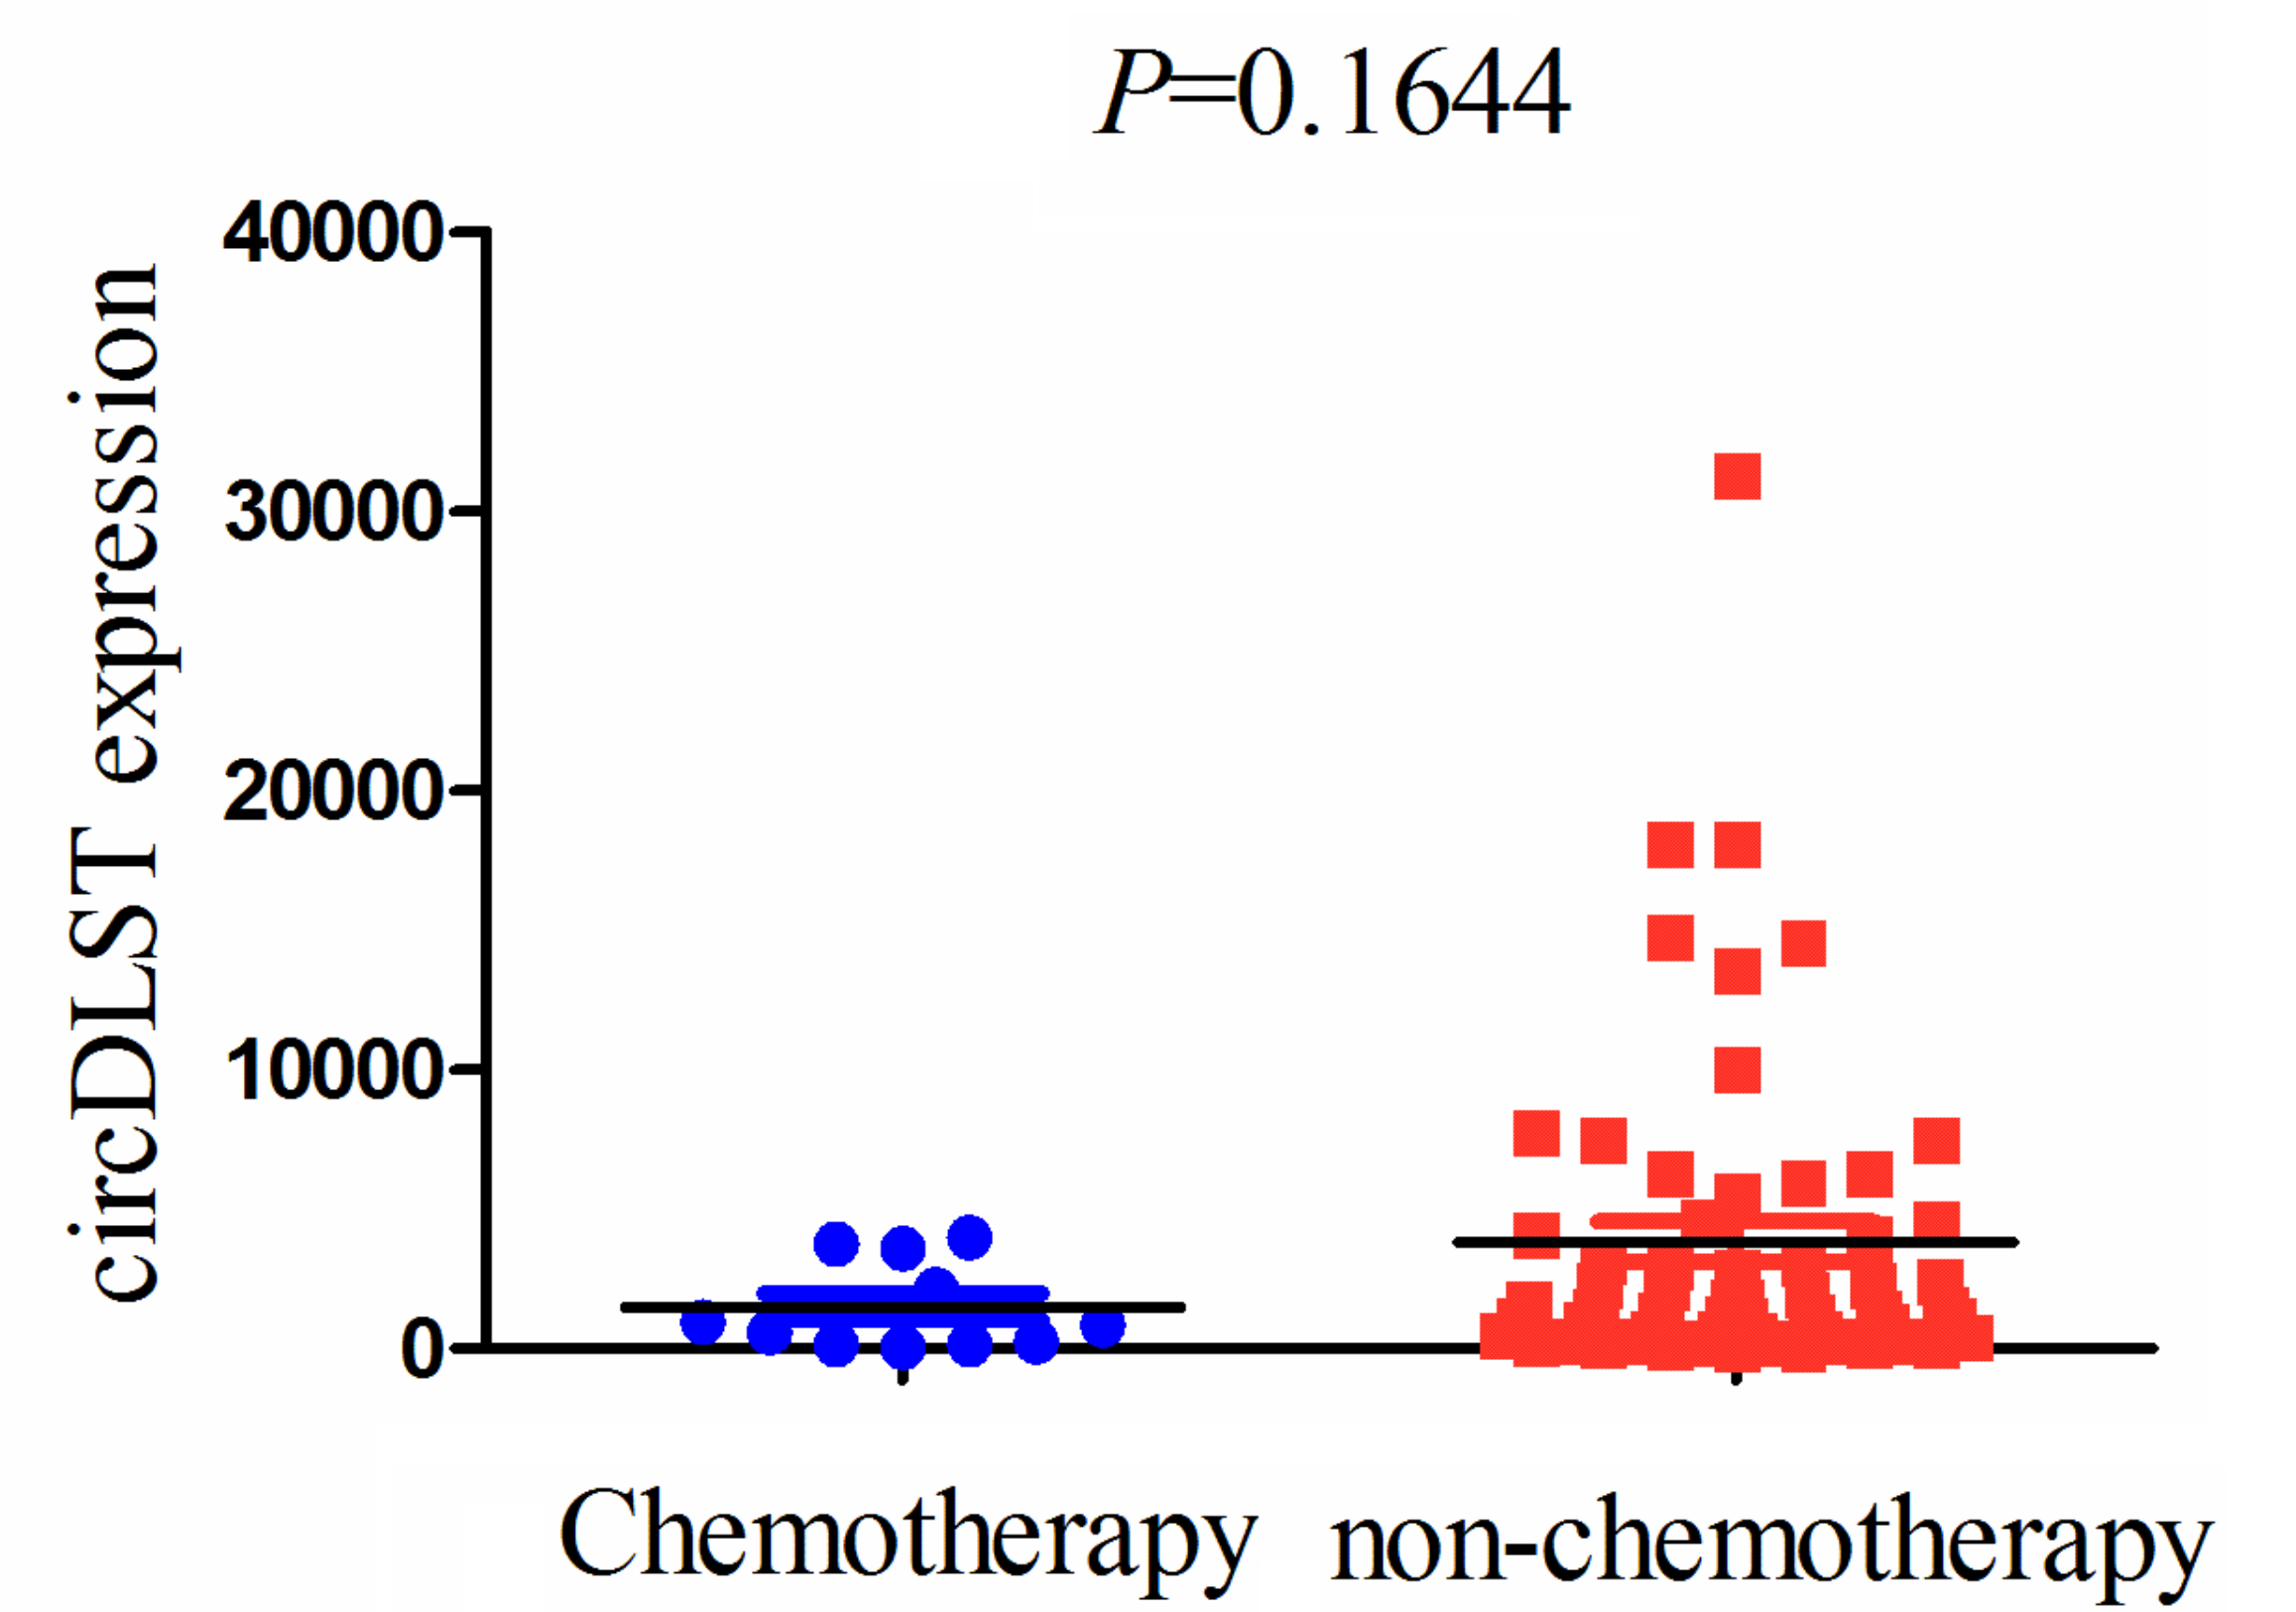 P=0.1644
circDLST expression
40000
30000
20000
10000
0
Chemotherapy
non-chemotherapy